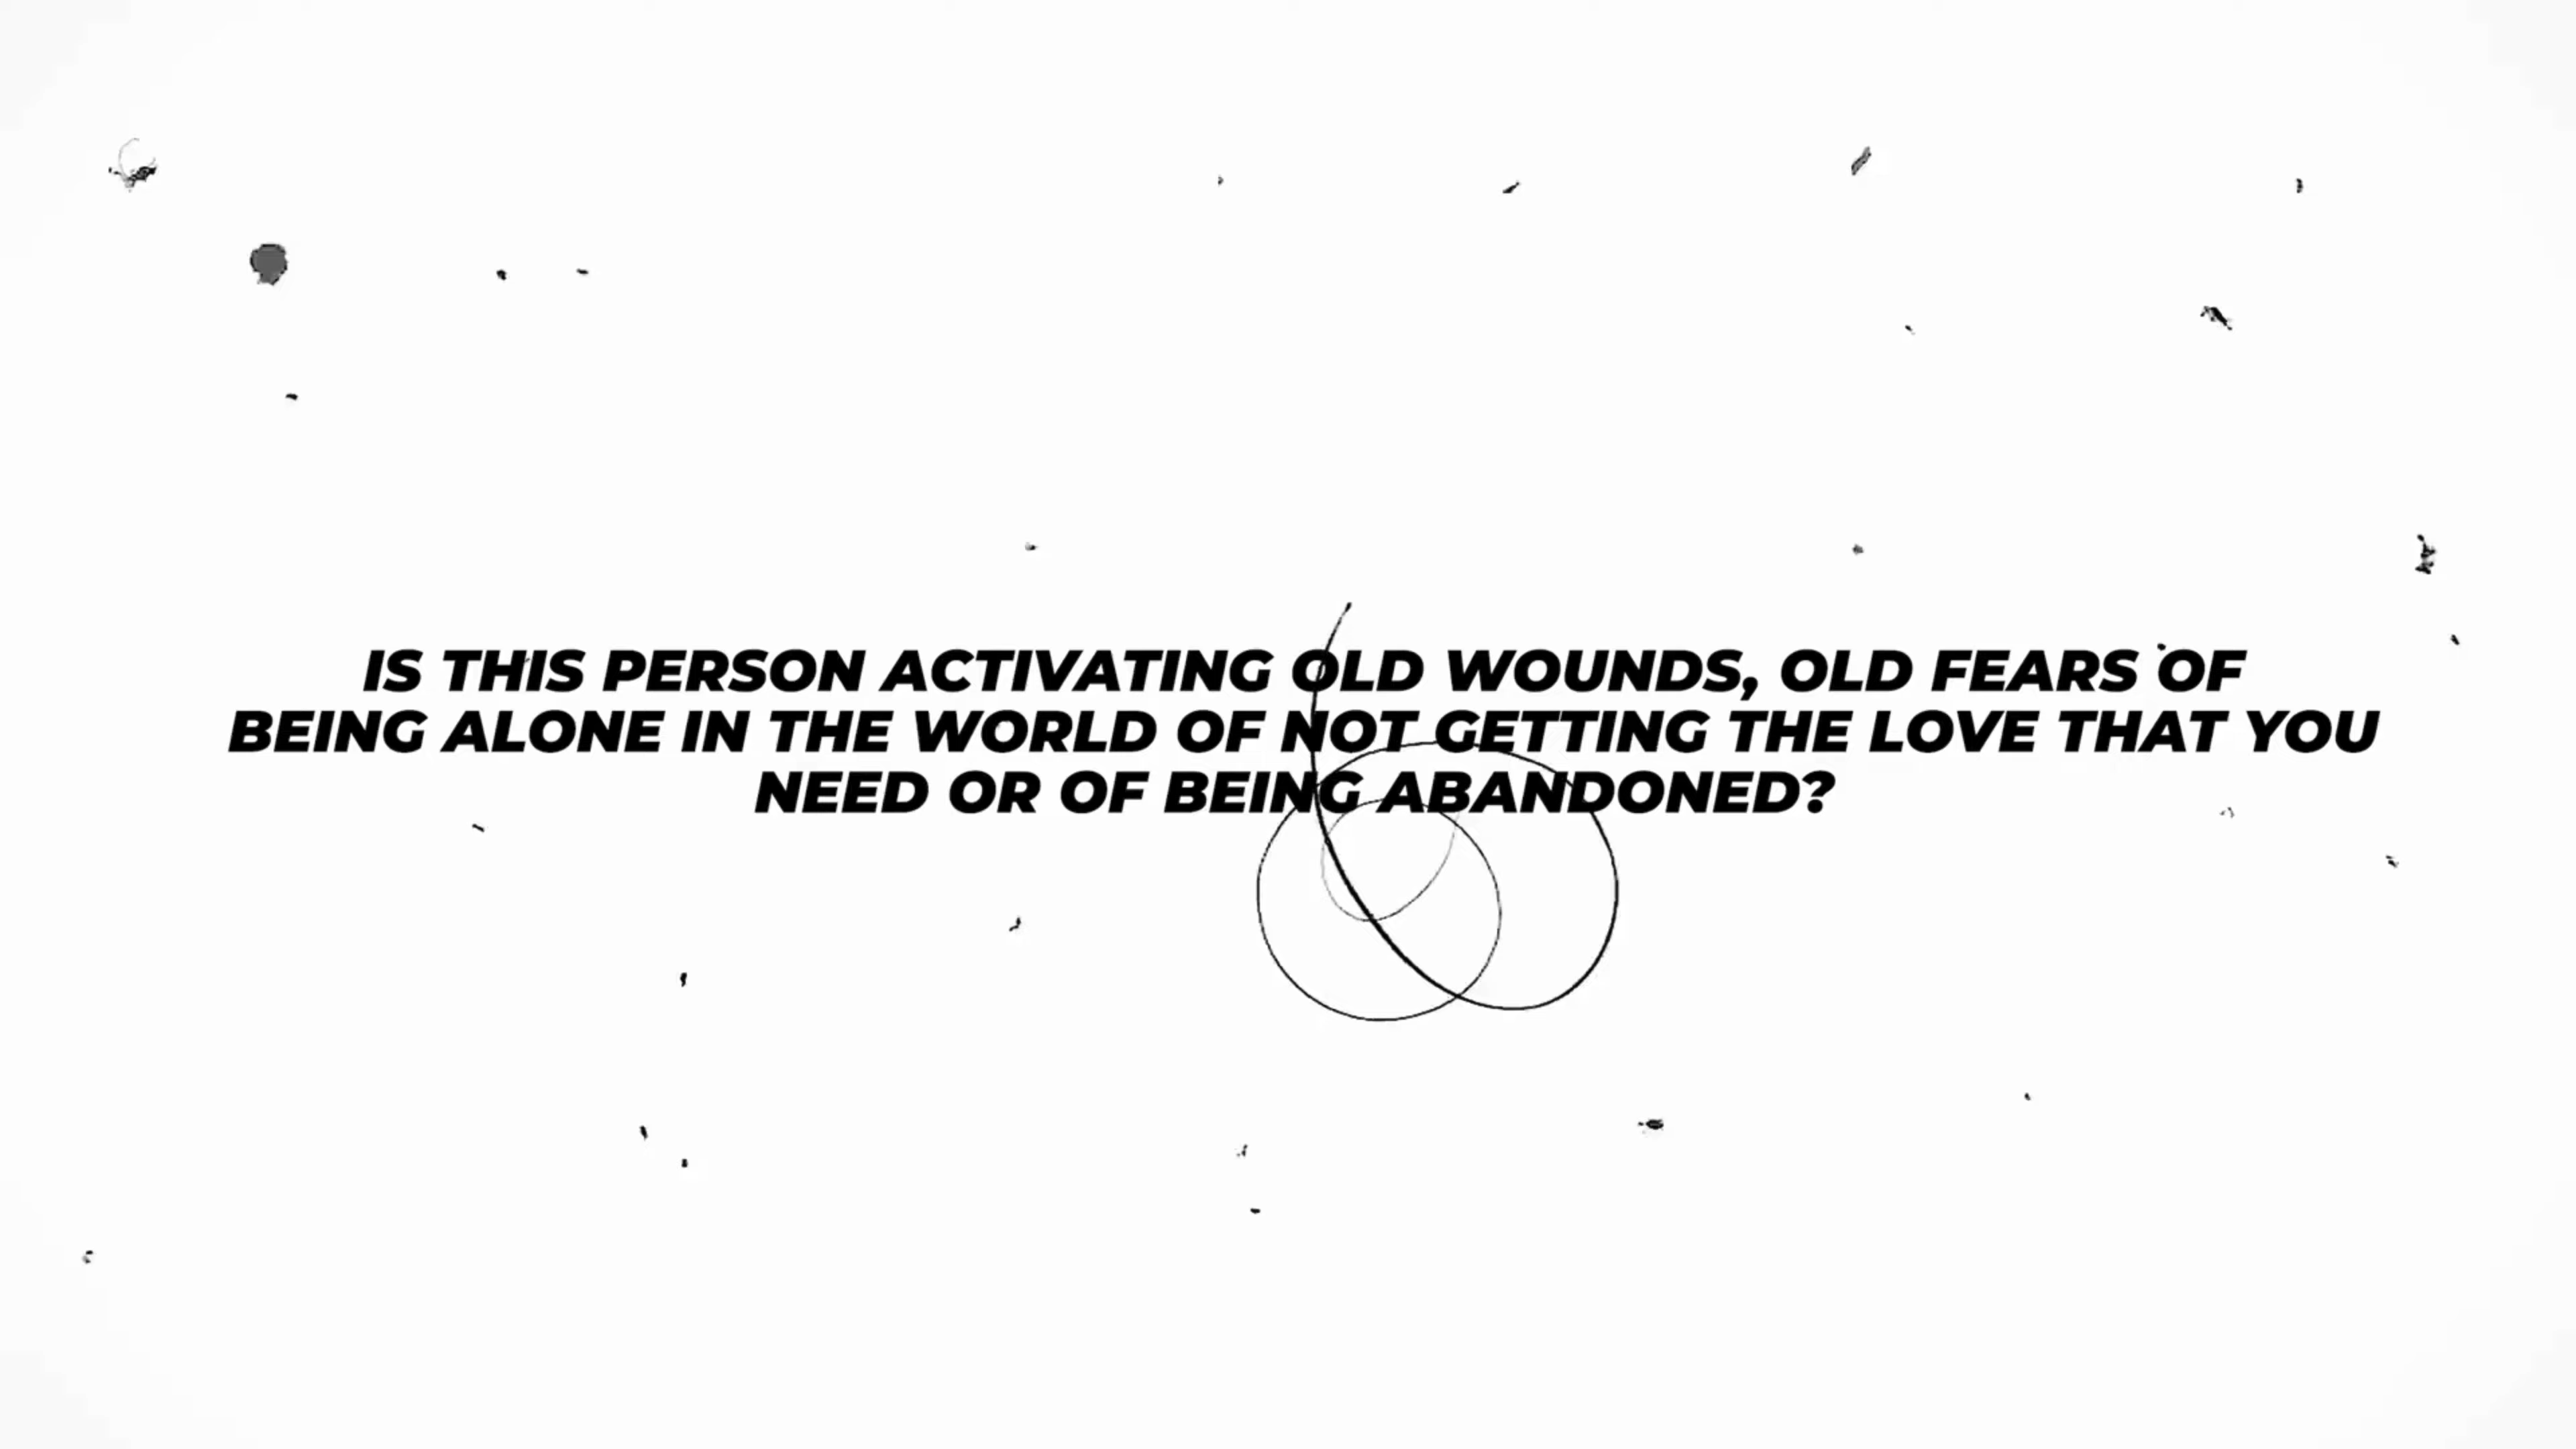 IS THIS PERSON ACTIVATING OLD WOUNDS, OLD FEARS OF
BEING ALONE IN THE WORLD OF NOT GETTING THE LOVE THAT YOU
NEED OR OF BEING ABANDONED?